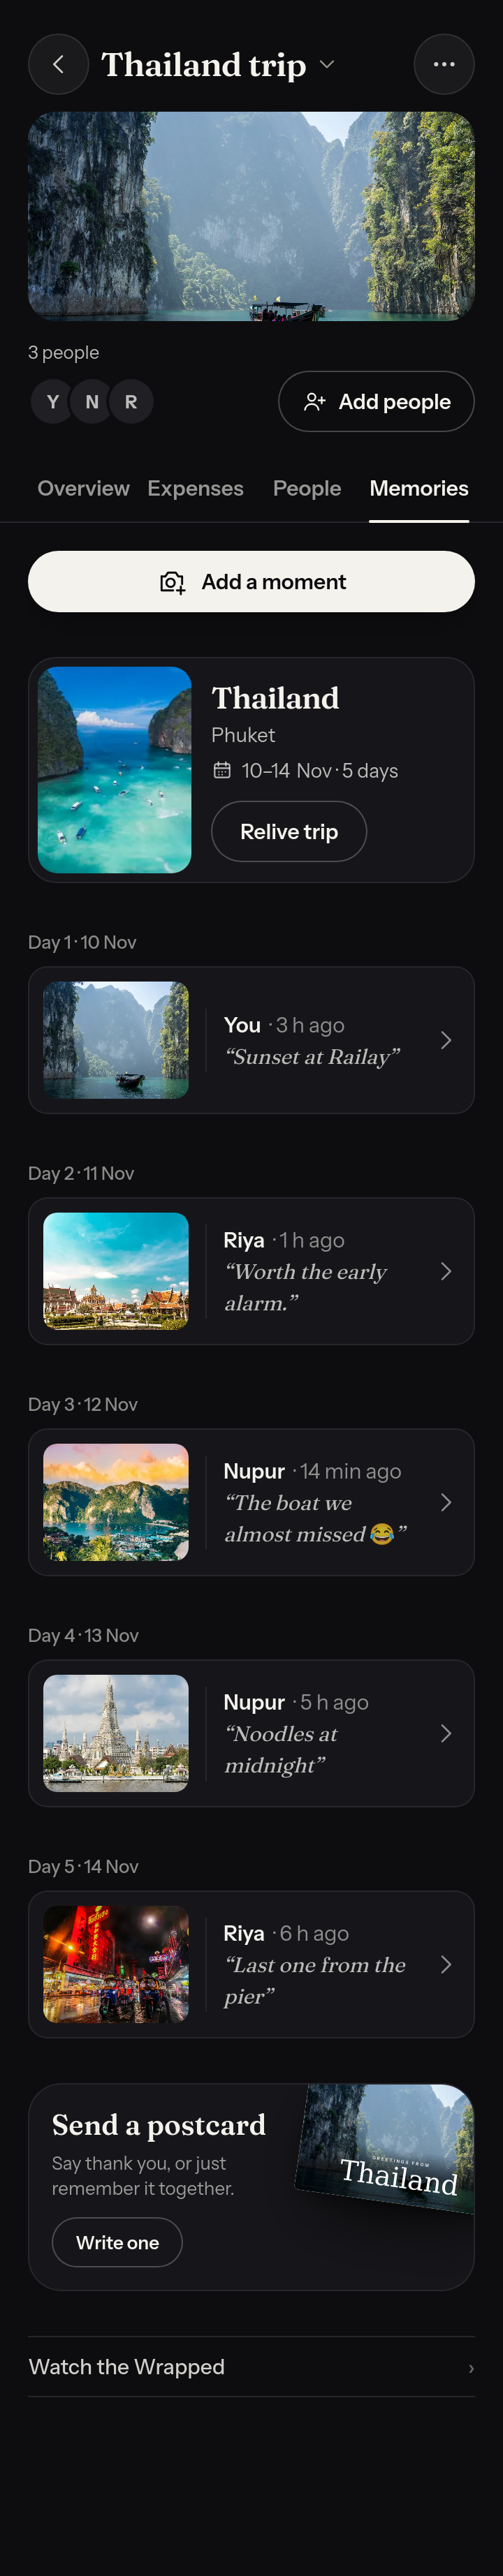 Thailand trip
3 people
Y N R
Add people
Overview Expenses People Memories
Add a moment
Thailand
Phuket
10–14 Nov · 5 days
Relive trip
Day 1 · 10 Nov
You · 3 h ago
“Sunset at Railay”
Day 2 · 11 Nov
Riya · 1 h ago
“Worth the early
alarm.”
Day 3 · 12 Nov
Nupur · 14 min ago
“The boat we
almost missed 😂”
Day 4 · 13 Nov
Nupur · 5 h ago
“Noodles at
midnight”
Day 5 · 14 Nov
Riya · 6 h ago
“Last one from the
pier”
Send a postcard
Say thank you, or just
remember it together.
Write one
GREETINGS FROM
Thailand
Watch the Wrapped